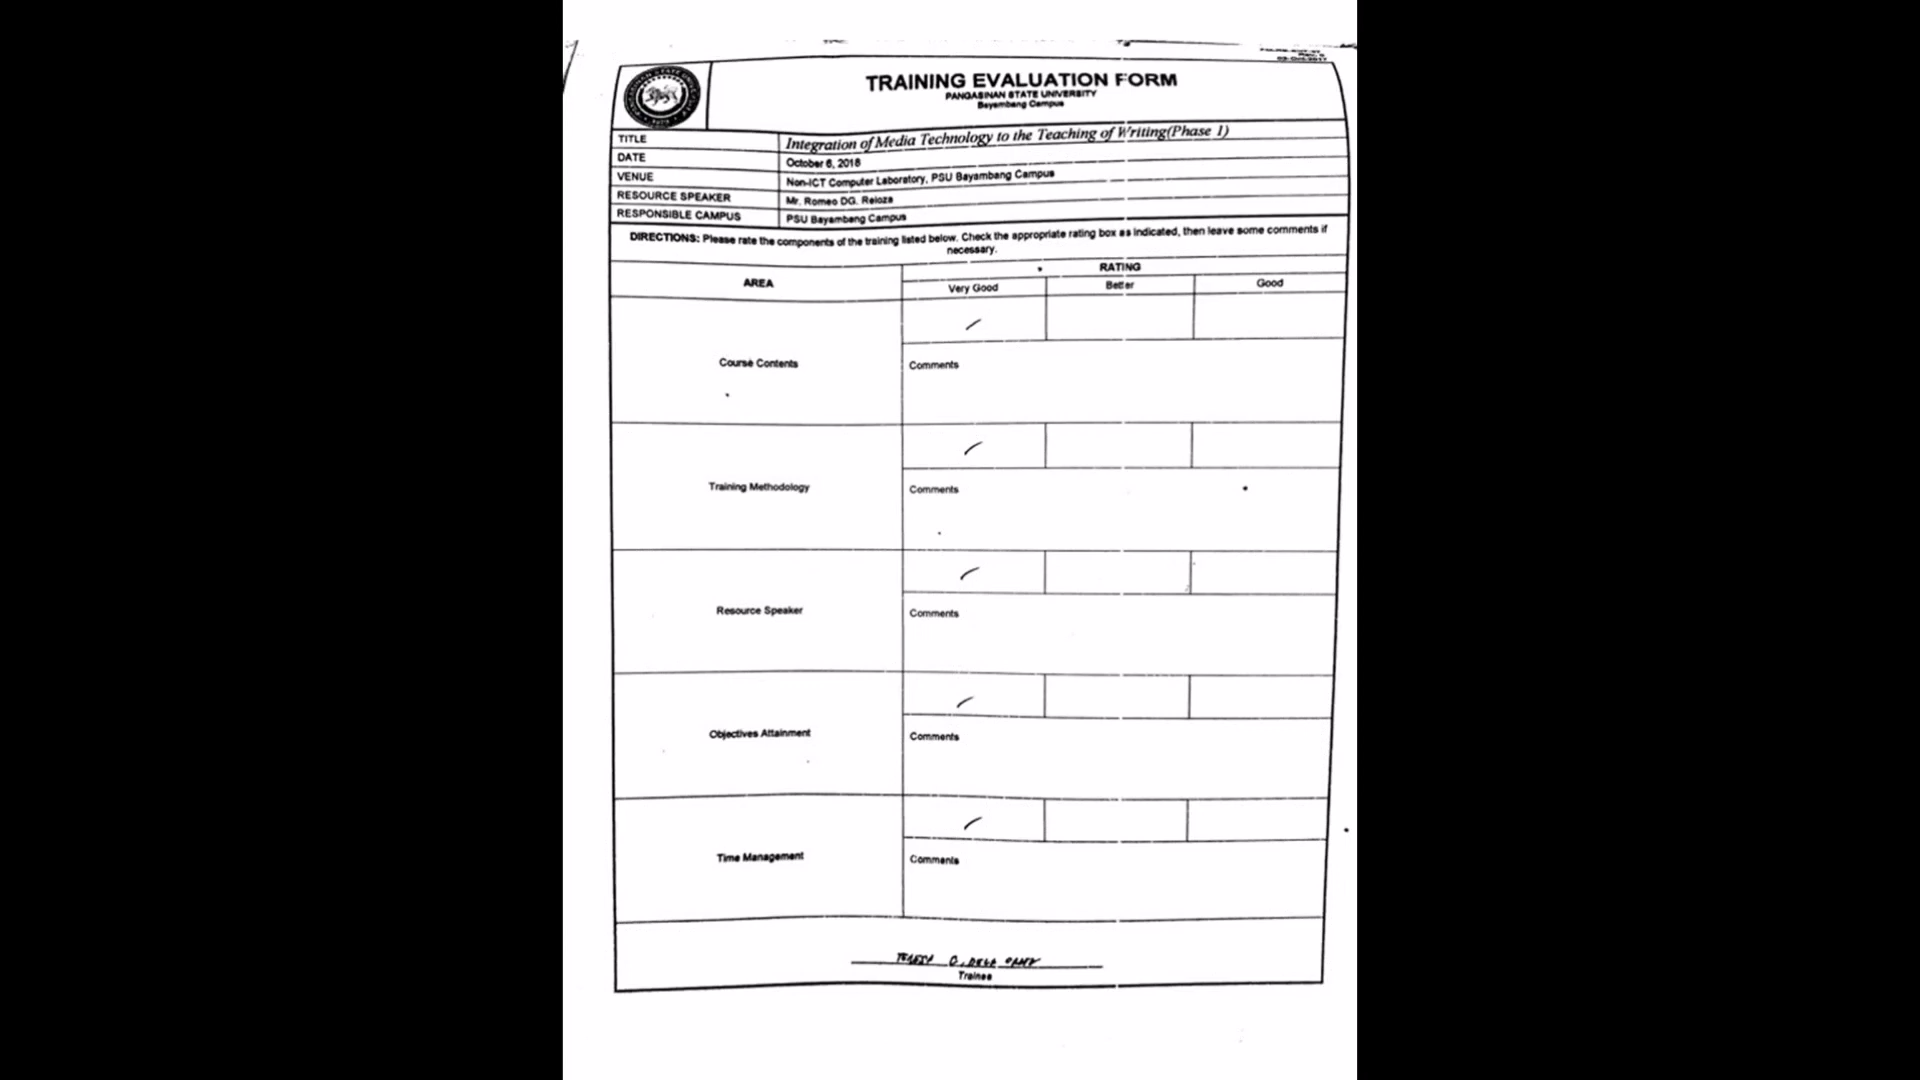 TRAINING EVALUATION FORM
PANGASINAN STATE UNIVERSITY
Bayambang Campus
TITLE Integration of Media Technology to the Teaching of Writing(Phase 1)
DATE October 6, 2018
VENUE Non-ICT Computer Laboratory, PSU Bayambang Campus
RESOURCE SPEAKER Mr. Romeo DG. Reloza
RESPONSIBLE CAMPUS PSU Bayambang Campus
DIRECTIONS: Please rate the components of the training listed below. Check the appropriate rating box as indicated, then leave some comments if
necessary.
AREA
RATING
Very Good Better Good
Course Contents
Comments
Training Methodology
Comments
Resource Speaker
Comments
Objectives Attainment
Comments
Time Management
Comments
Trainee